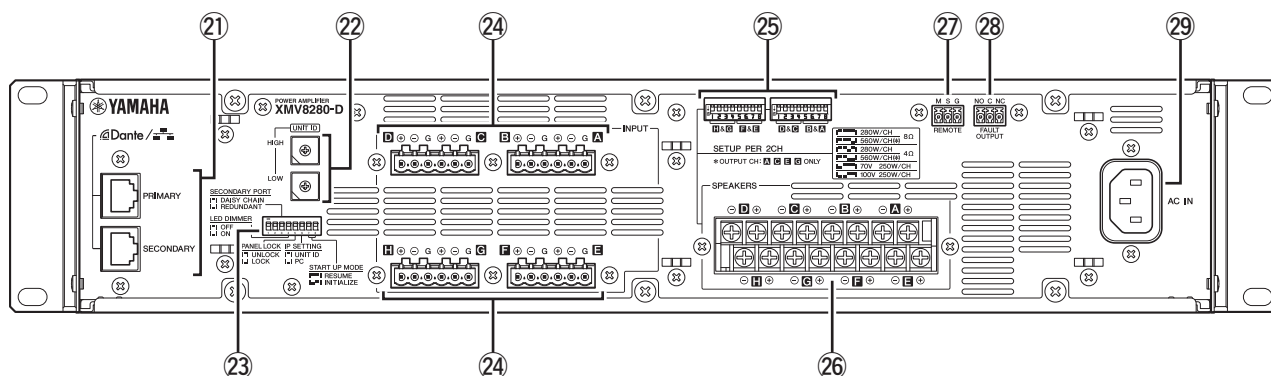 21 22 24 25 27 28 29
YAMAHA
POWER AMPLIFIER
XMV8280-D
Dante /
UNIT ID
HIGH
LOW
PRIMARY
SECONDARY
SECONDARY PORT
DAISY CHAIN
REDUNDANT
LED DIMMER
OFF
ON
PANEL LOCK
UNLOCK
LOCK
IP SETTING
UNIT ID
PC
START UP MODE
RESUME
INITIALIZE
D + − G + − G C B + − G + − G A INPUT
H + − G + − G G F + − G + − G E
H&G F&E D&C B&A
SETUP PER 2CH
*OUTPUT CH: A C E G ONLY
280W/CH
560W/CH(*)
8Ω
280W/CH
560W/CH(*)
4Ω
70V 250W/CH
100V 250W/CH
SPEAKERS
− D + − C + − B + − A +
− H + − G + − F + − E +
M S G
REMOTE
NO C NC
FAULT
OUTPUT
AC IN
23 24 26